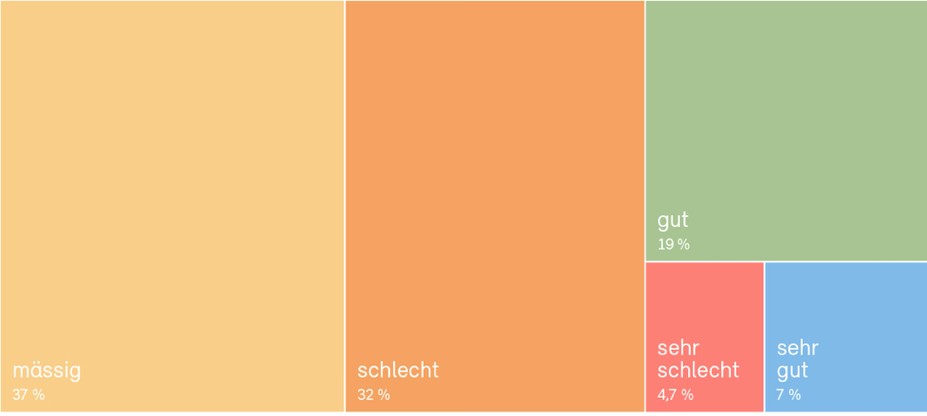 mässig
37 %
schlecht
32 %
gut
19 %
sehr
schlecht
4,7 %
sehr
gut
7 %